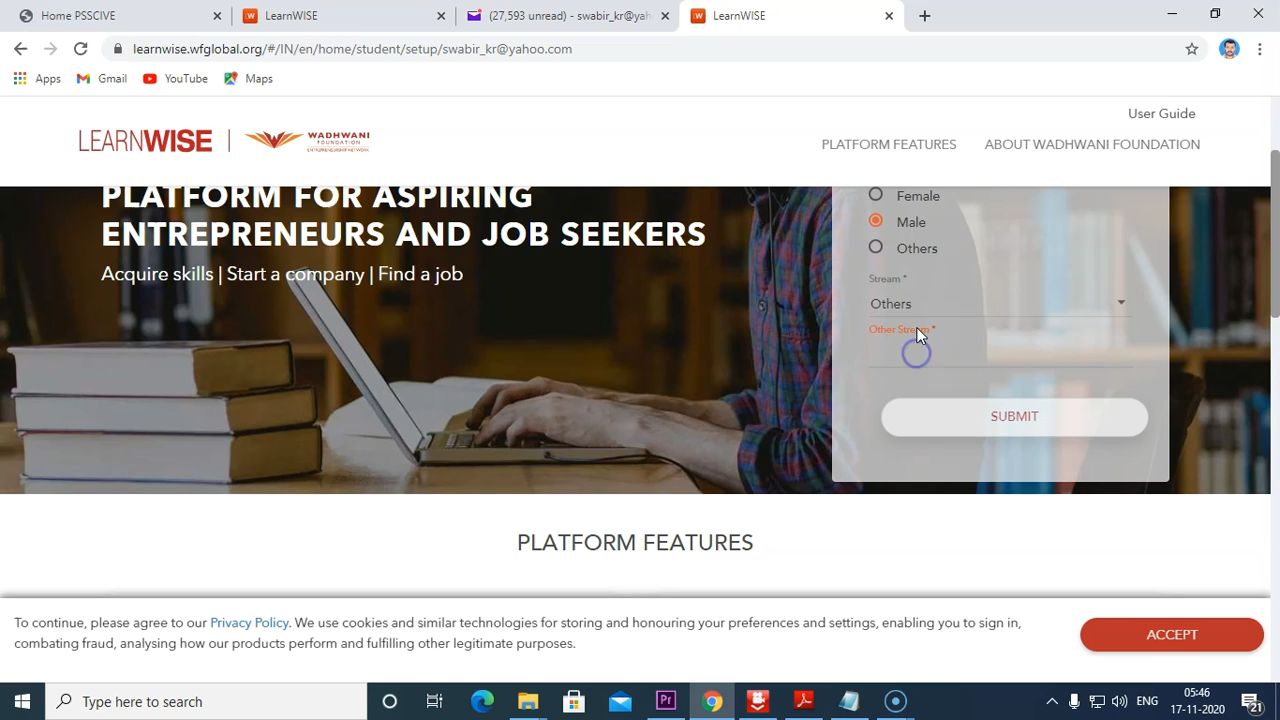 Home PSSCIVE
LearnWISE
(27,593 unread) - swabir_kr@yah
LearnWISE
learnwise.wfglobal.org/#/IN/en/home/student/setup/swabir_kr@yahoo.com
Apps
Gmail
YouTube
Maps
User Guide
LEARNWISE
WADHWANI
FOUNDATION
ENTREPRENEURSHIP NETWORK
PLATFORM FEATURES
ABOUT WADHWANI FOUNDATION
PLATFORM FOR ASPIRING
ENTREPRENEURS AND JOB SEEKERS
Acquire skills | Start a company | Find a job
Female
Male
Others
Stream *
Others
Other Stream *
SUBMIT
PLATFORM FEATURES
To continue, please agree to our Privacy Policy. We use cookies and similar technologies for storing and honouring your preferences and settings, enabling you to sign in,
combating fraud, analysing how our products perform and fulfilling other legitimate purposes.
ACCEPT
Type here to search
Pr
ENG
05:46
17-11-2020
21